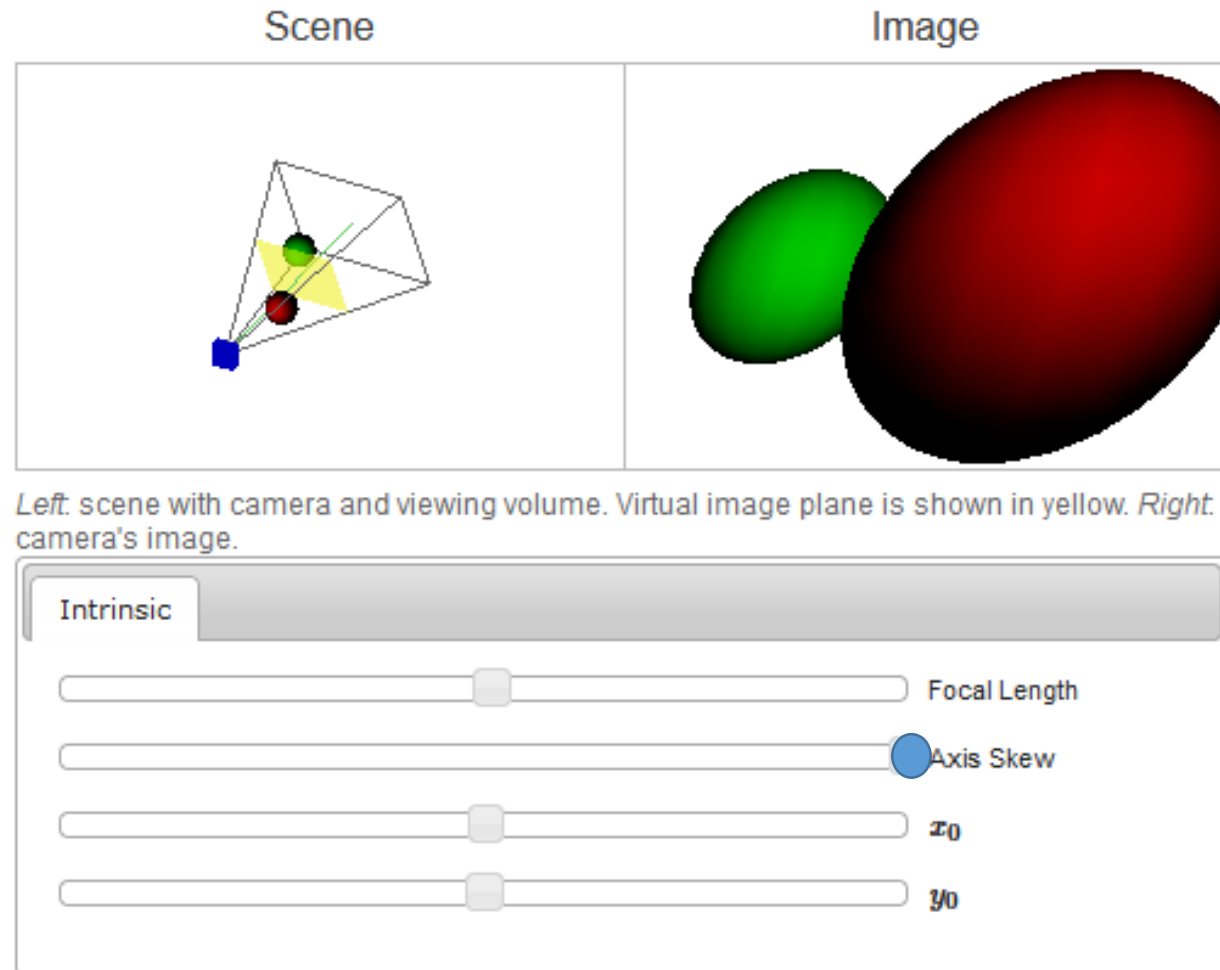 Scene
Image
Left: scene with camera and viewing volume. Virtual image plane is shown in yellow. Right:
camera's image.
Intrinsic
Focal Length
Axis Skew
x₀
y₀